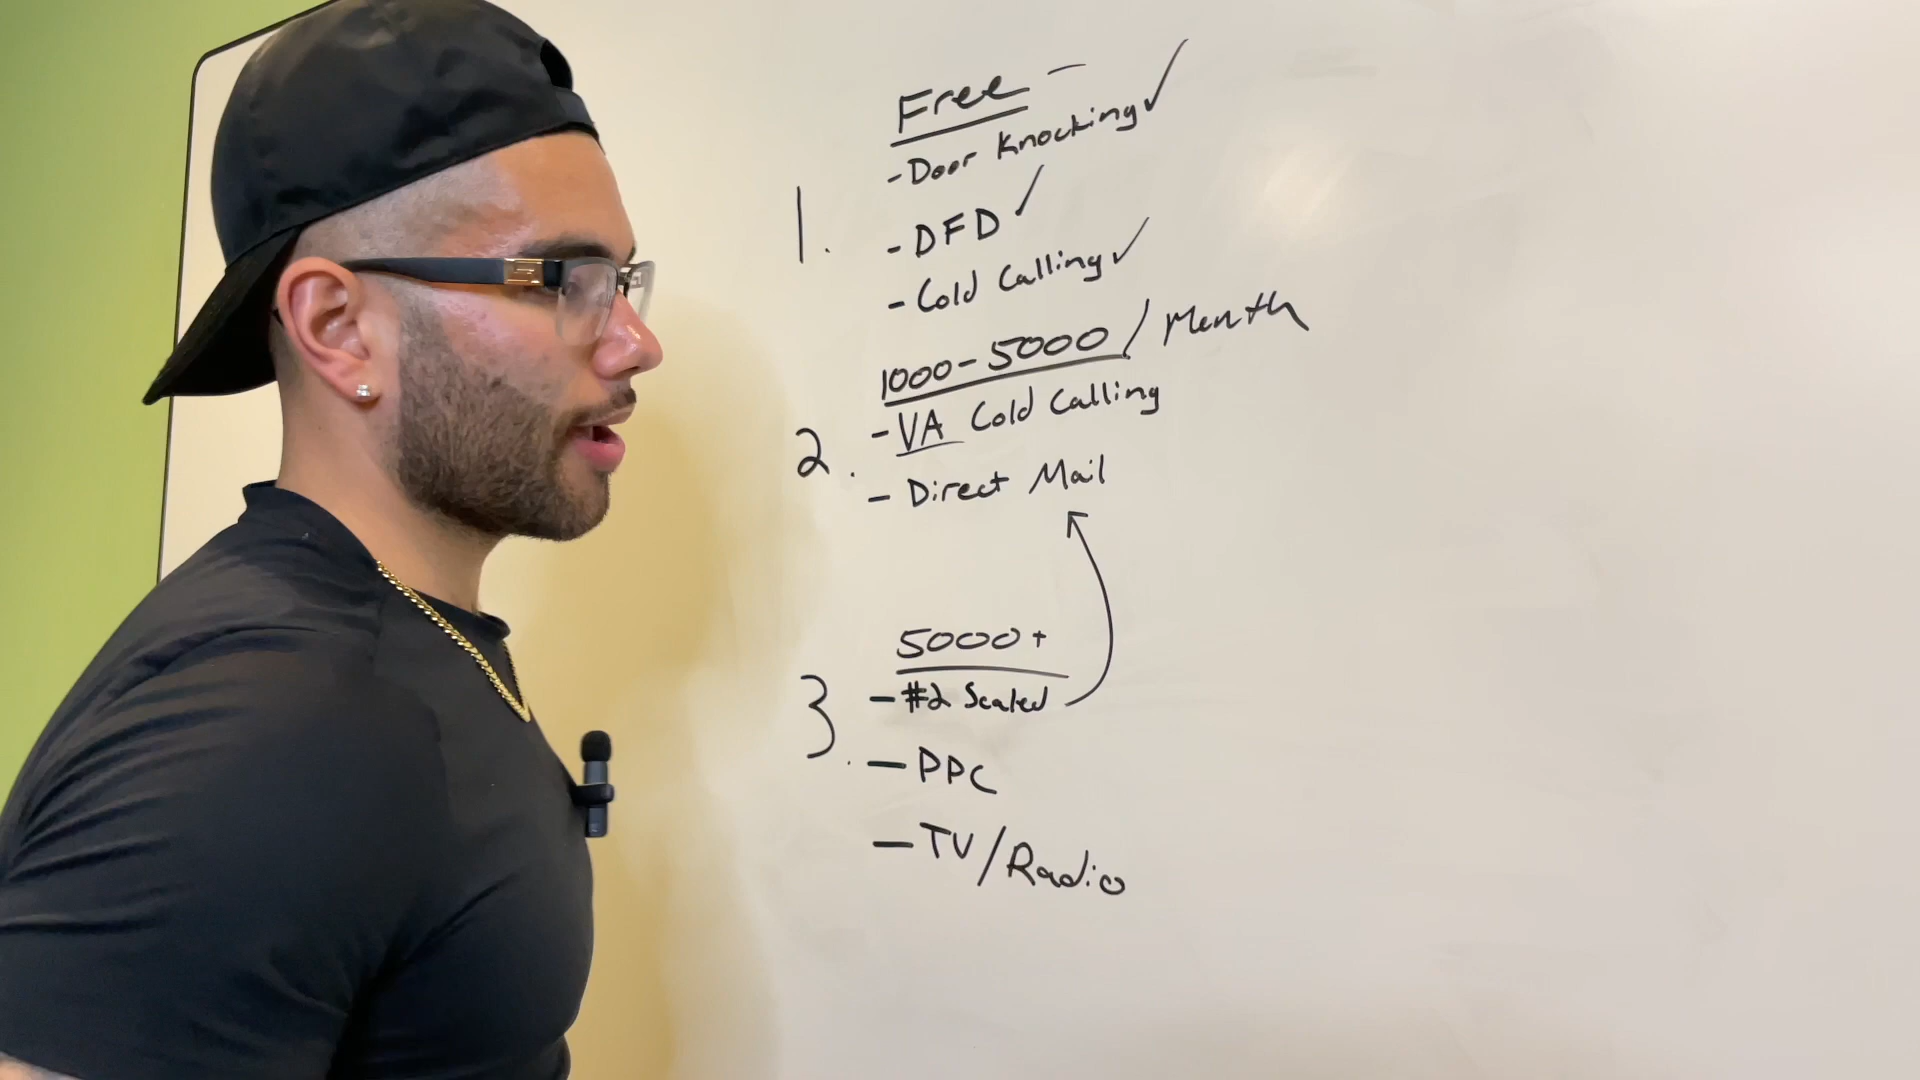 Free -
1.
- Door Knocking ✓
- DFD ✓
- Cold Calling ✓
1000-5000 / Month
2.
- VA Cold Calling
- Direct Mail
5000+
3.
- #2 Scaled
- PPC
- TV/Radio